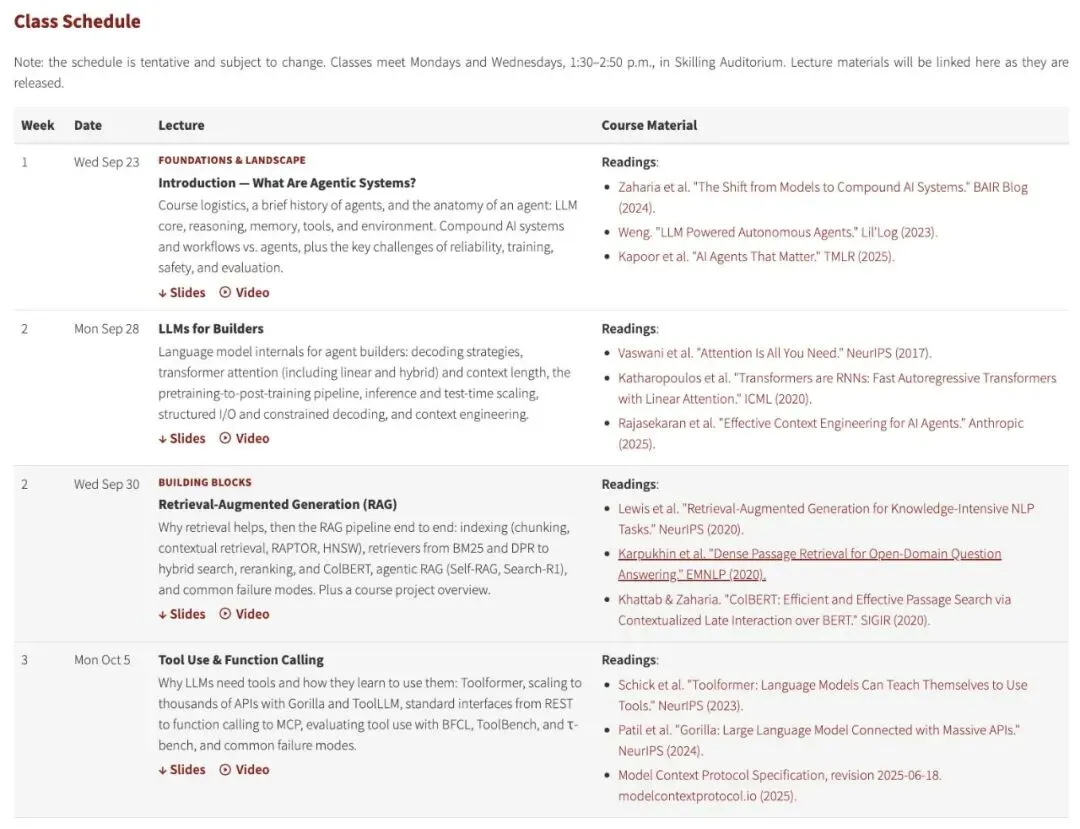 Class Schedule
Note: the schedule is tentative and subject to change. Classes meet Mondays and Wednesdays, 1:30–2:50 p.m., in Skilling Auditorium. Lecture materials will be linked here as they are
released.
Week Date Lecture Course Material
1 Wed Sep 23
FOUNDATIONS & LANDSCAPE
Introduction — What Are Agentic Systems?
Course logistics, a brief history of agents, and the anatomy of an agent: LLM
core, reasoning, memory, tools, and environment. Compound AI systems
and workflows vs. agents, plus the key challenges of reliability, training,
safety, and evaluation.
↓ Slides Video
Readings:
• Zaharia et al. "The Shift from Models to Compound AI Systems." BAIR Blog
(2024).
• Weng. "LLM Powered Autonomous Agents." Lil'Log (2023).
• Kapoor et al. "AI Agents That Matter." TMLR (2025).
2 Mon Sep 28
LLMs for Builders
Language model internals for agent builders: decoding strategies,
transformer attention (including linear and hybrid) and context length, the
pretraining-to-post-training pipeline, inference and test-time scaling,
structured I/O and constrained decoding, and context engineering.
↓ Slides Video
Readings:
• Vaswani et al. "Attention Is All You Need." NeurIPS (2017).
• Katharopoulos et al. "Transformers are RNNs: Fast Autoregressive Transformers
with Linear Attention." ICML (2020).
• Rajasekaran et al. "Effective Context Engineering for AI Agents." Anthropic
(2025).
2 Wed Sep 30
BUILDING BLOCKS
Retrieval-Augmented Generation (RAG)
Why retrieval helps, then the RAG pipeline end to end: indexing (chunking,
contextual retrieval, RAPTOR, HNSW), retrievers from BM25 and DPR to
hybrid search, reranking, and ColBERT, agentic RAG (Self-RAG, Search-R1),
and common failure modes. Plus a course project overview.
↓ Slides Video
Readings:
• Lewis et al. "Retrieval-Augmented Generation for Knowledge-Intensive NLP
Tasks." NeurIPS (2020).
• Karpukhin et al. "Dense Passage Retrieval for Open-Domain Question
Answering." EMNLP (2020).
• Khattab & Zaharia. "ColBERT: Efficient and Effective Passage Search via
Contextualized Late Interaction over BERT." SIGIR (2020).
3 Mon Oct 5
Tool Use & Function Calling
Why LLMs need tools and how they learn to use them: Toolformer, scaling to
thousands of APIs with Gorilla and ToolLLM, standard interfaces from REST
to function calling to MCP, evaluating tool use with BFCL, ToolBench, and τ-
bench, and common failure modes.
↓ Slides Video
Readings:
• Schick et al. "Toolformer: Language Models Can Teach Themselves to Use
Tools." NeurIPS (2023).
• Patil et al. "Gorilla: Large Language Model Connected with Massive APIs."
NeurIPS (2024).
• Model Context Protocol Specification, revision 2025-06-18.
modelcontextprotocol.io (2025).